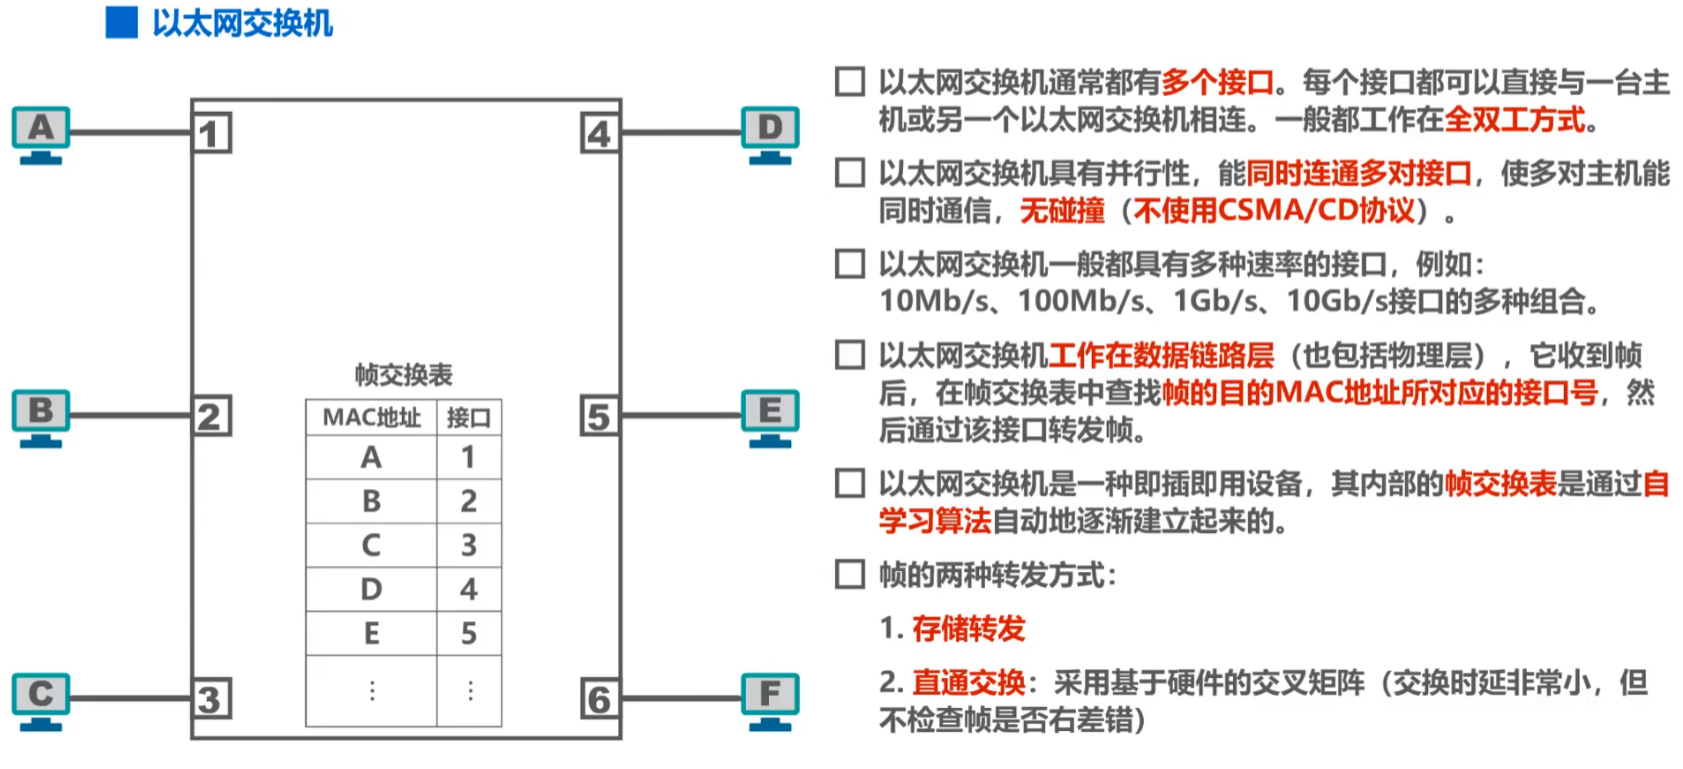 以太网交换机
A
1
4
D
B
2
5
E
C
3
6
F
帧交换表
MAC地址 接口
A 1
B 2
C 3
D 4
E 5
⋮ ⋮
以太网交换机通常都有多个接口。每个接口都可以直接与一台主
机或另一个以太网交换机相连。一般都工作在全双工方式。
以太网交换机具有并行性，能同时连通多对接口，使多对主机能
同时通信，无碰撞（不使用CSMA/CD协议）。
以太网交换机一般都具有多种速率的接口，例如：
10Mb/s、100Mb/s、1Gb/s、10Gb/s接口的多种组合。
以太网交换机工作在数据链路层（也包括物理层），它收到帧
后，在帧交换表中查找帧的目的MAC地址所对应的接口号，然
后通过该接口转发帧。
以太网交换机是一种即插即用设备，其内部的帧交换表是通过自
学习算法自动地逐渐建立起来的。
帧的两种转发方式：
1. 存储转发
2. 直通交换：采用基于硬件的交叉矩阵（交换时延非常小，但
不检查帧是否右差错）